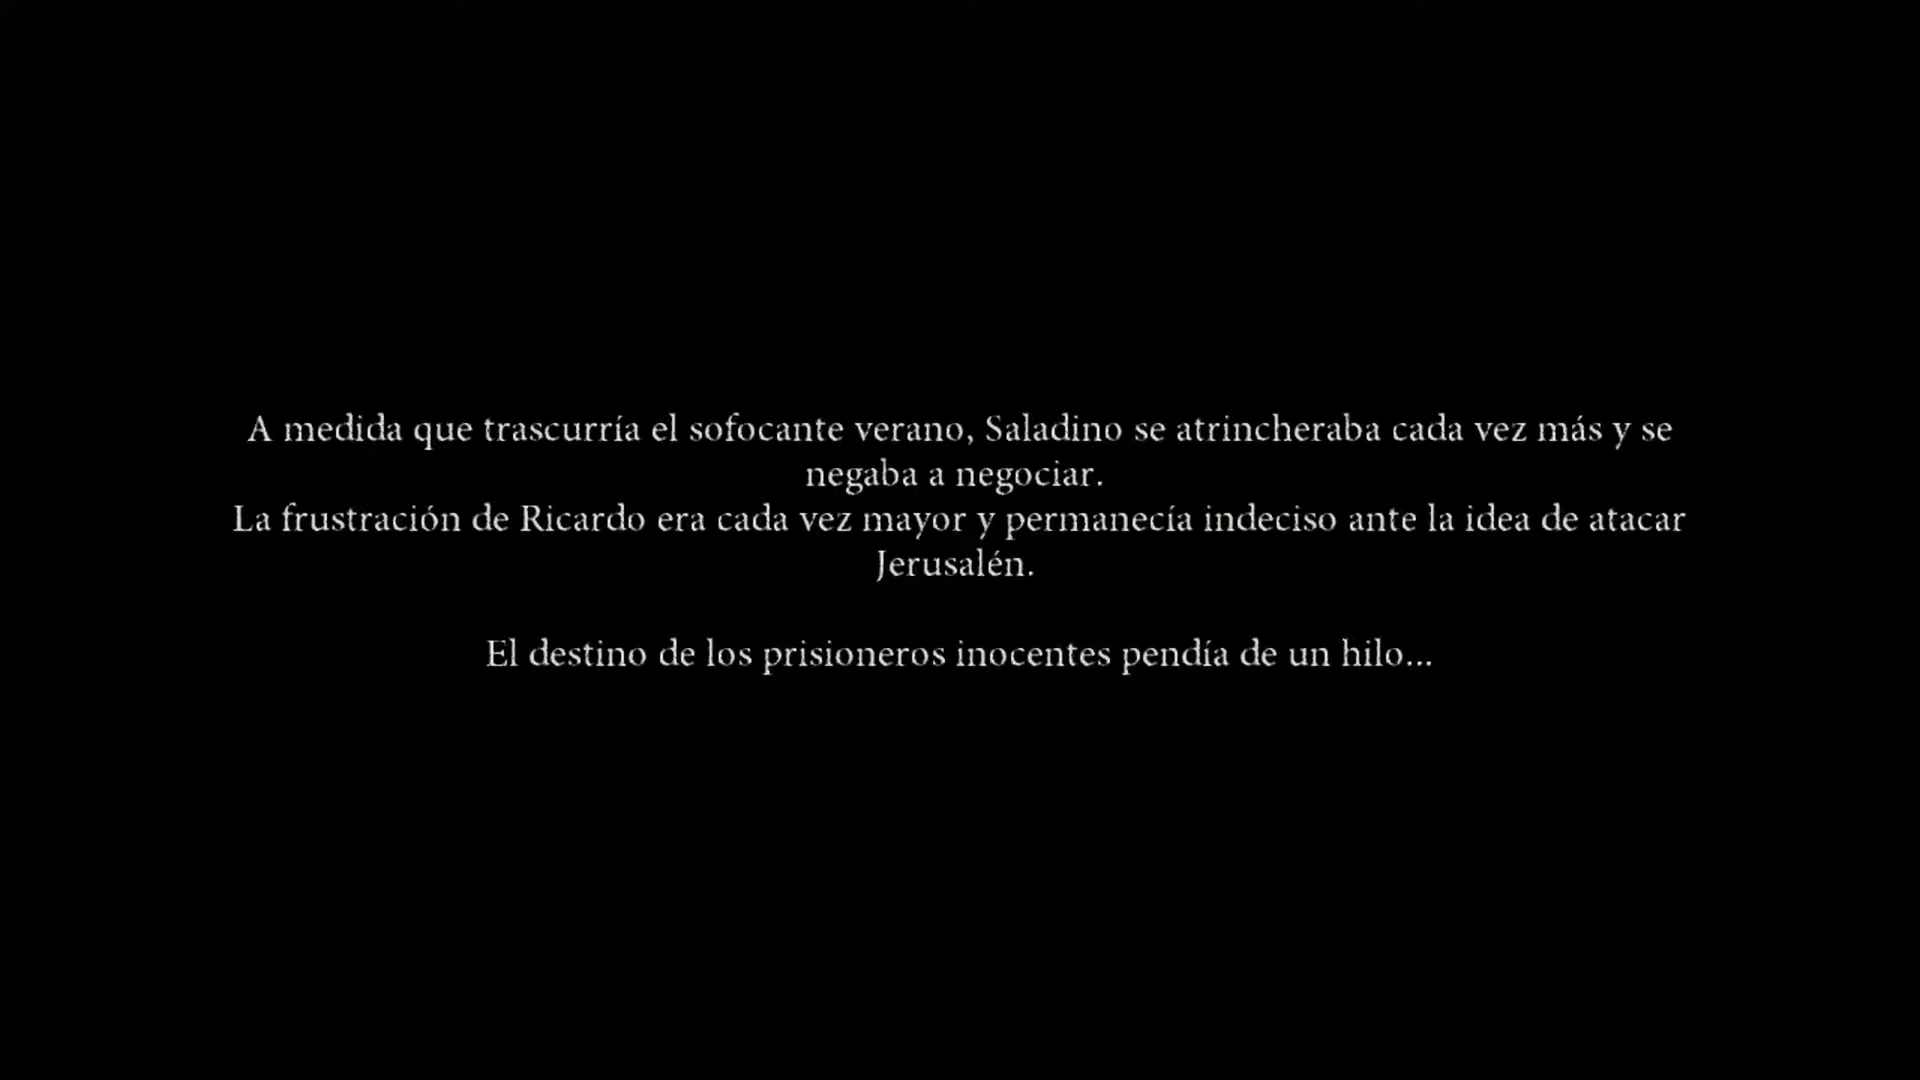 A medida que trascurría el sofocante verano, Saladino se atrincheraba cada vez más y se
negaba a negociar.
La frustración de Ricardo era cada vez mayor y permanecía indeciso ante la idea de atacar
Jerusalén.
El destino de los prisioneros inocentes pendía de un hilo...